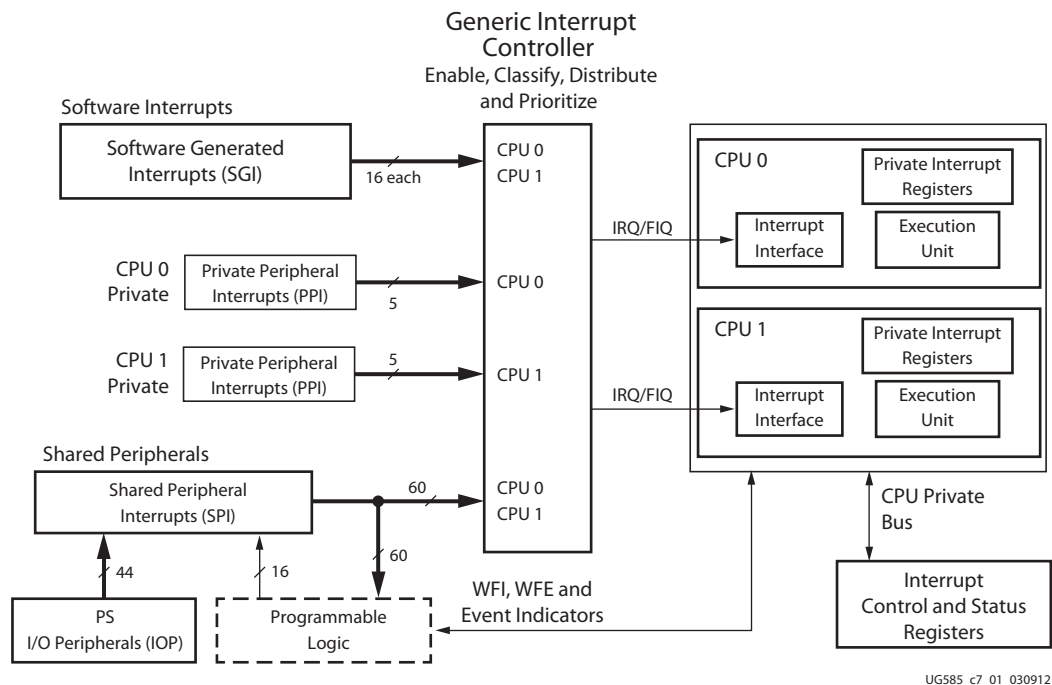 Generic Interrupt
Controller
Enable, Classify, Distribute
and Prioritize
Software Interrupts
Software Generated
Interrupts (SGI)
16 each
CPU 0
CPU 1
CPU 0
Private
Private Peripheral
Interrupts (PPI)
5
CPU 0
CPU 1
Private
Private Peripheral
Interrupts (PPI)
5
CPU 1
Shared Peripherals
Shared Peripheral
Interrupts (SPI)
60
CPU 0
CPU 1
60
44
16
PS
I/O Peripherals (IOP)
Programmable
Logic
WFI, WFE and
Event Indicators
IRQ/FIQ
CPU 0
Private Interrupt
Registers
Interrupt
Interface
Execution
Unit
IRQ/FIQ
CPU 1
Private Interrupt
Registers
Interrupt
Interface
Execution
Unit
CPU Private
Bus
Interrupt
Control and Status
Registers
UG585_c7_01_030912